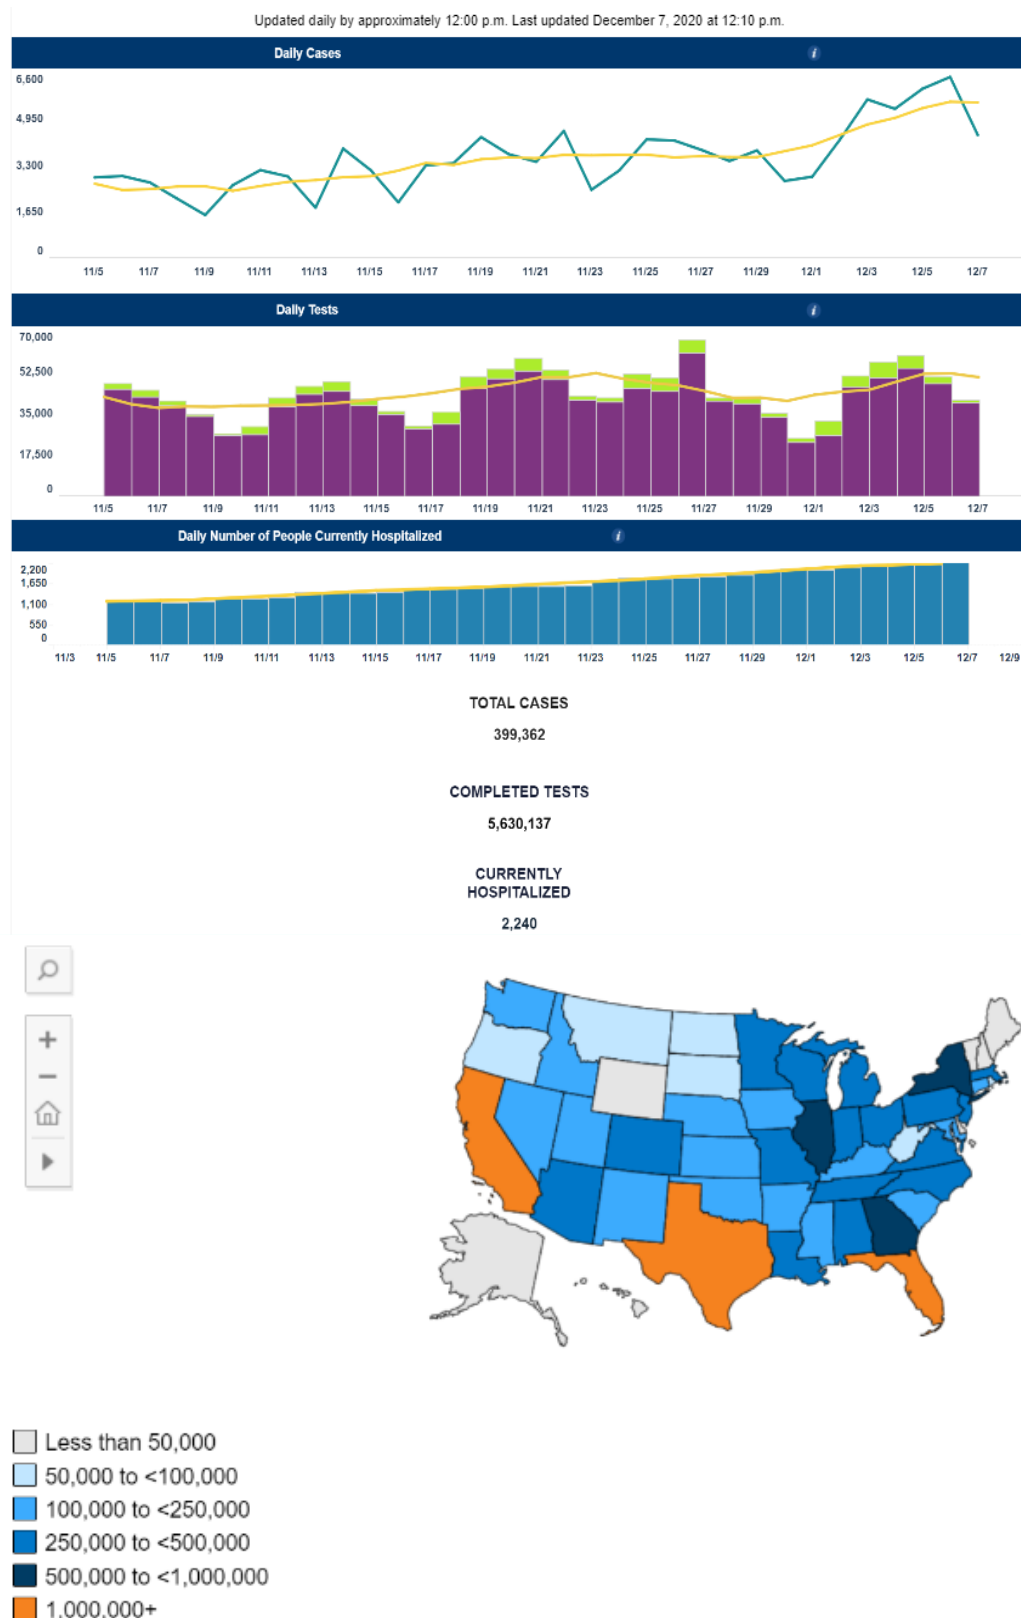 Updated daily by approximately 12:00 p.m. Last updated December 7, 2020 at 12:10 p.m.
Daily Cases i
6,600
4,950
3,300
1,650
0
11/5 11/7 11/9 11/11 11/13 11/15 11/17 11/19 11/21 11/23 11/25 11/27 11/29 12/1 12/3 12/5 12/7
Daily Tests i
70,000
52,500
35,000
17,500
0
11/5 11/7 11/9 11/11 11/13 11/15 11/17 11/19 11/21 11/23 11/25 11/27 11/29 12/1 12/3 12/5 12/7
Daily Number of People Currently Hospitalized i
2,200
1,650
1,100
550
0
11/3 11/5 11/7 11/9 11/11 11/13 11/15 11/17 11/19 11/21 11/23 11/25 11/27 11/29 12/1 12/3 12/5 12/7 12/9
TOTAL CASES
399,362
COMPLETED TESTS
5,630,137
CURRENTLY
HOSPITALIZED
2,240
Less than 50,000
50,000 to <100,000
100,000 to <250,000
250,000 to <500,000
500,000 to <1,000,000
1,000,000+